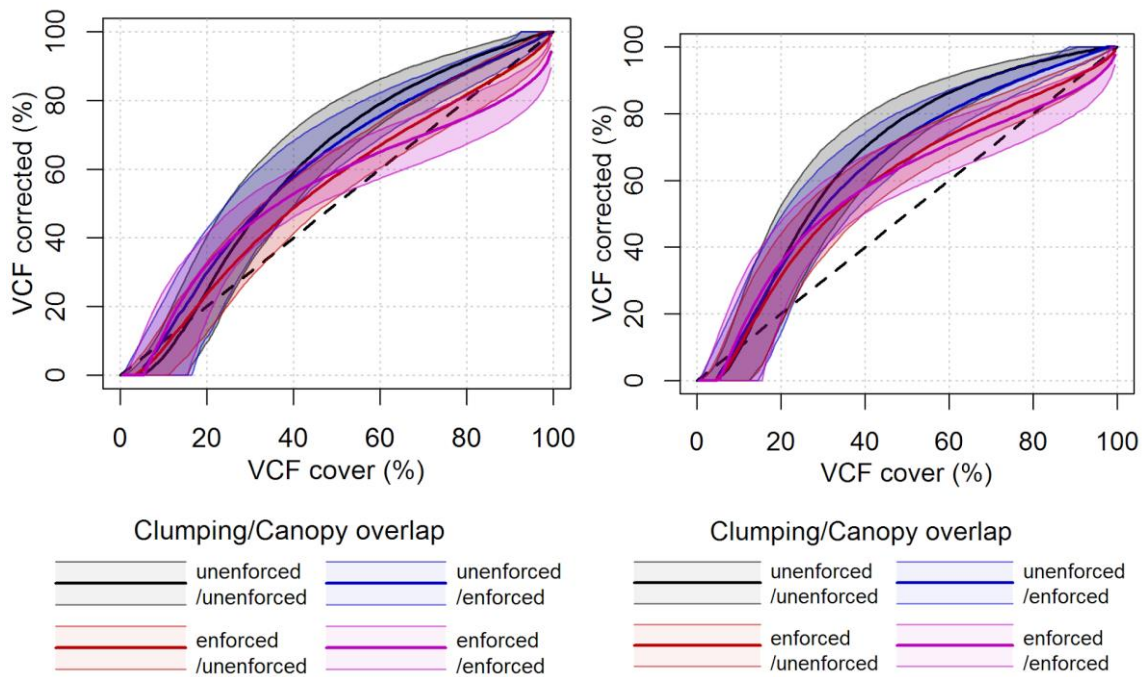 VCF corrected (%)
100
80
60
40
20
0
0 20 40 60 80 100
VCF cover (%)
Clumping/Canopy overlap
unenforced
/unenforced
unenforced
/enforced
enforced
/unenforced
enforced
/enforced
VCF corrected (%)
100
80
60
40
20
0
0 20 40 60 80 100
VCF cover (%)
Clumping/Canopy overlap
unenforced
/unenforced
unenforced
/enforced
enforced
/unenforced
enforced
/enforced